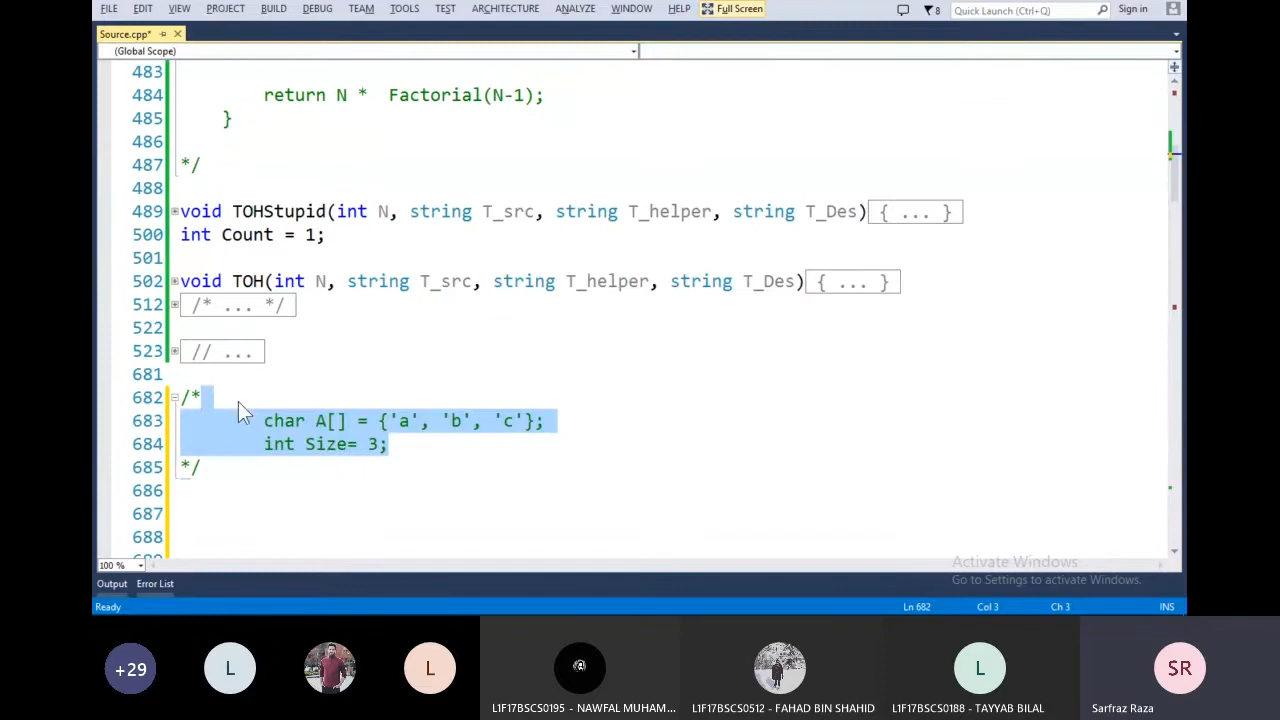 FILE EDIT VIEW PROJECT BUILD DEBUG TEAM TOOLS TEST ARCHITECTURE ANALYZE WINDOW HELP Full Screen 8 Quick Launch (Ctrl+Q) Sign in
Source.cpp*
(Global Scope)
483
484 return N * Factorial(N-1);
485 }
486
487 */
488
489 void TOHStupid(int N, string T_src, string T_helper, string T_Des){ ... }
500 int Count = 1;
501
502 void TOH(int N, string T_src, string T_helper, string T_Des){ ... }
512 /* ... */
522
523 // ...
681
682 /*
683 char A[] = {'a', 'b', 'c'};
684 int Size= 3;
685 */
686
687
688
100 %
Activate Windows
Go to Settings to activate Windows.
Output Error List
Ready Ln 682 Col 3 Ch 3 INS
+29 L L L SR
L1F17BSCS0195 - NAWFAL MUHAM... L1F17BSCS0512 - FAHAD BIN SHAHID L1F17BSCS0188 - TAYYAB BILAL Sarfraz Raza